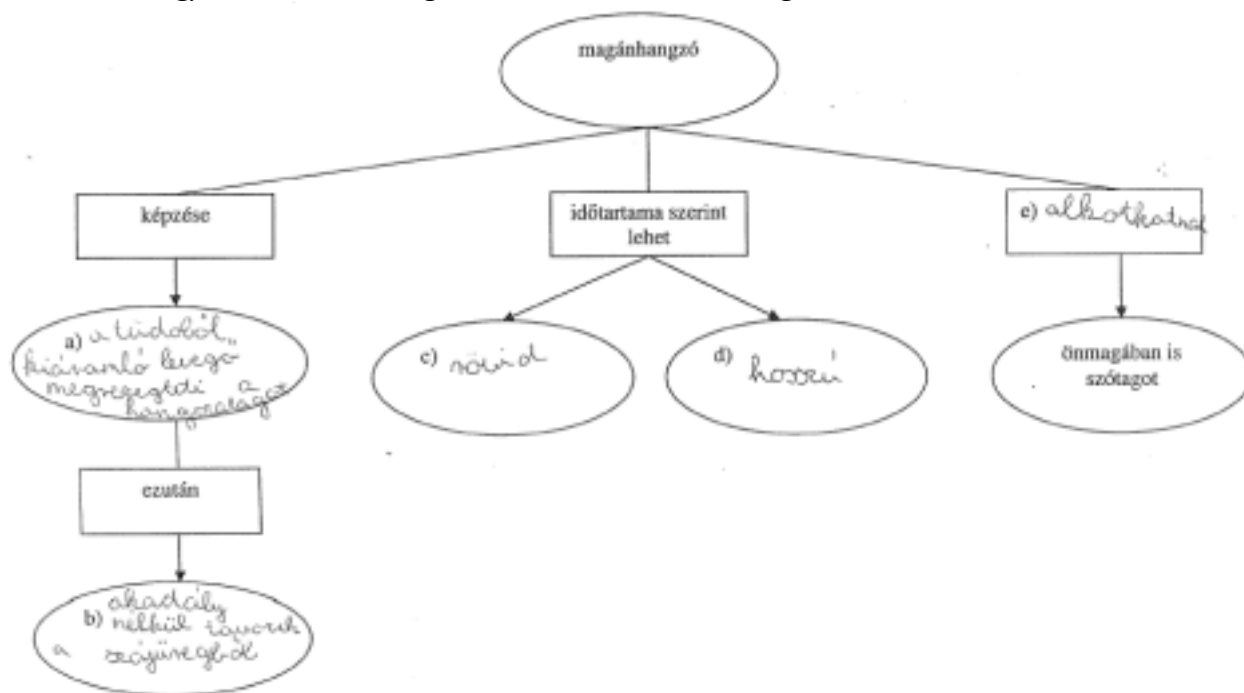 magánhangzó
képzése
időtartama szerint
lehet
e) alkothatnak
a) a tüdőből
kiáramló levegő
megrezegteti a
hangszalagot
c) rövid
d) hosszú
önmagában is
szótagot
ezután
akadály
b) nélkül távozik
a szájüregből